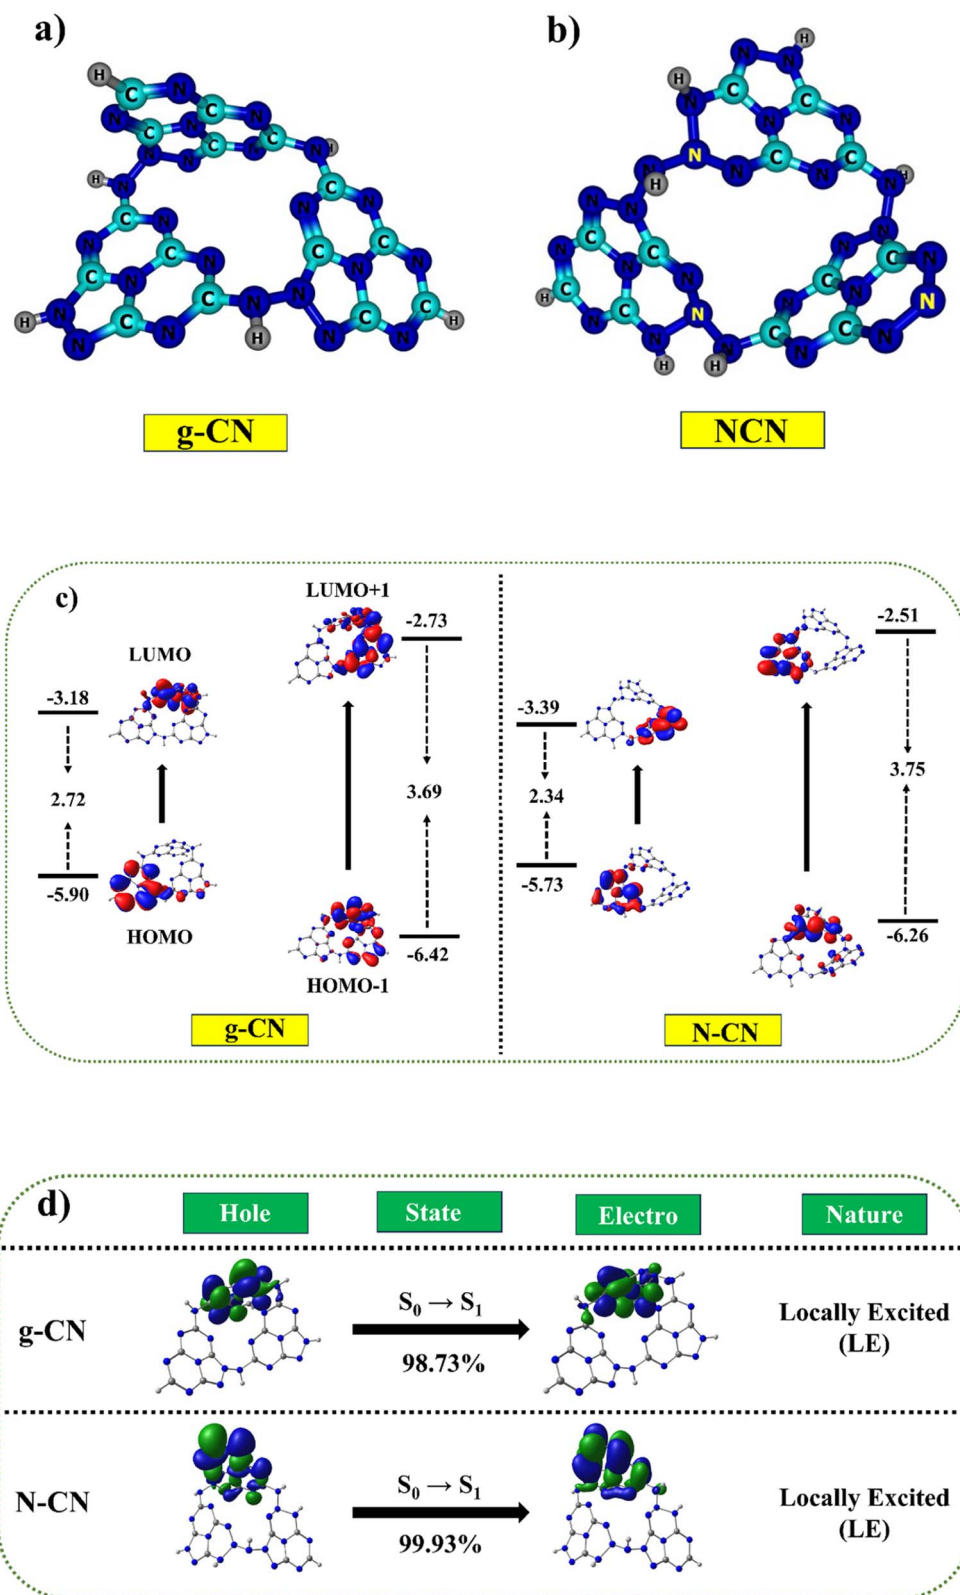 a)
b)
H
N
C
N
N
C
N
C
N
C
N
C
N
N
N
N
H
H
N
C
N
C
N
N
C
N
C
H
N
N
C
N
N
C
N
N
H
N
N
C
N
C
C
N
N
C
N
C
H
N
H
N
N
H
H
N
C
C
N
N
N
N
N
C
N
C
N
H
N
H
N
N
N
C
C
N
N
N
C
H
N
C
N
H
N
N
H
N
N
C
N
C
N
N
N
C
N
C
N
g-CN
NCN
c)
LUMO+1
-2.73
-2.51
LUMO
-3.18
-3.39
2.72
3.69
2.34
3.75
-5.90
-5.73
HOMO
-6.42
-6.26
HOMO-1
g-CN
N-CN
d)
Hole State Electro Nature
g-CN
S0 → S1
98.73%
Locally Excited
(LE)
N-CN
S0 → S1
99.93%
Locally Excited
(LE)